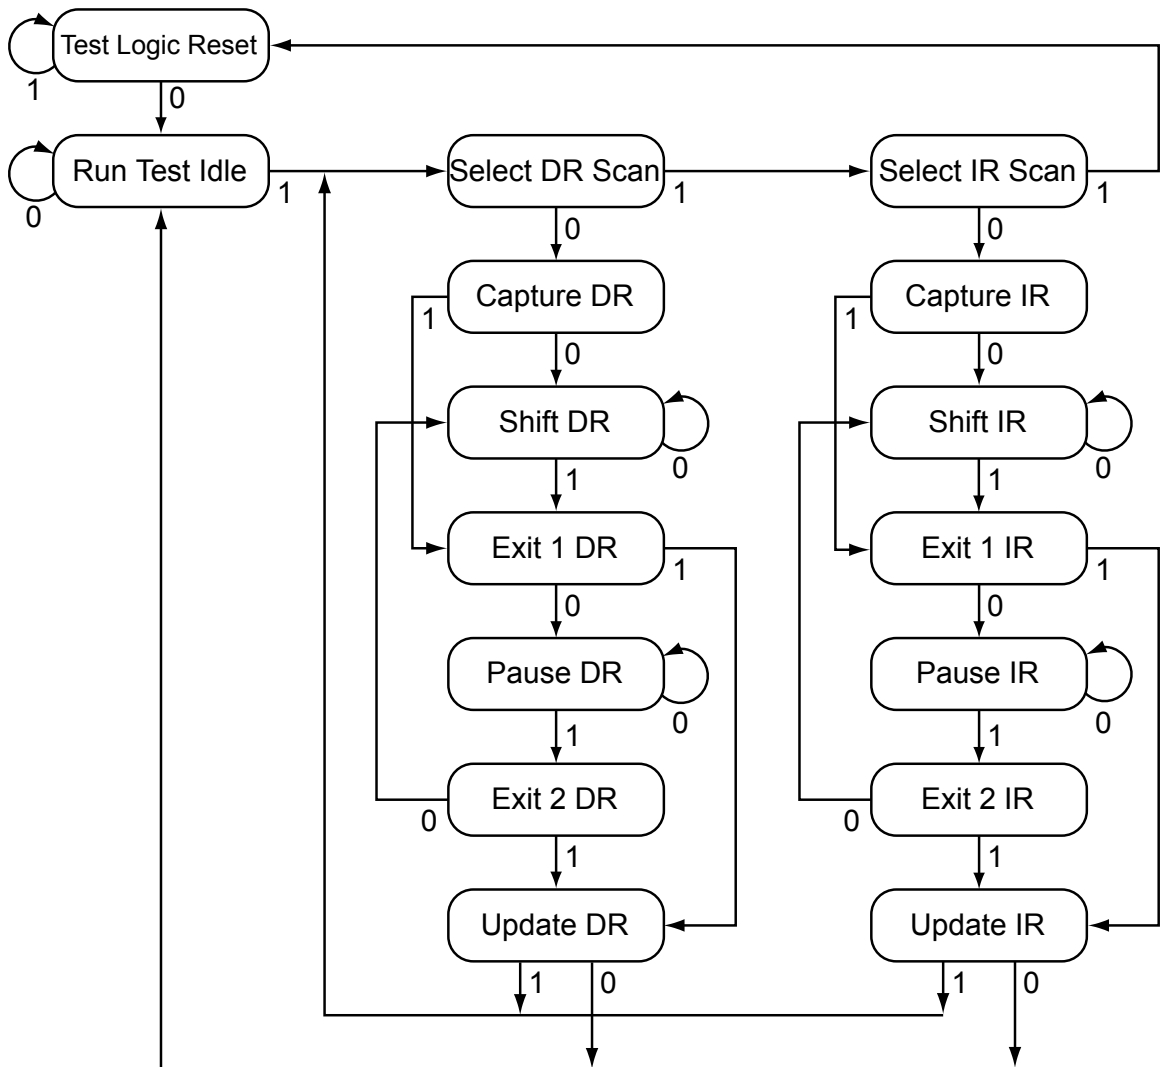 Test Logic Reset
1
0
Run Test Idle
0
1
Select DR Scan
1
0
Select IR Scan
1
0
Capture DR
1
0
Capture IR
1
0
Shift DR
0
1
Shift IR
0
1
Exit 1 DR
1
0
Exit 1 IR
1
0
Pause DR
0
1
Pause IR
0
1
Exit 2 DR
0
1
Exit 2 IR
0
1
Update DR
1
0
Update IR
1
0